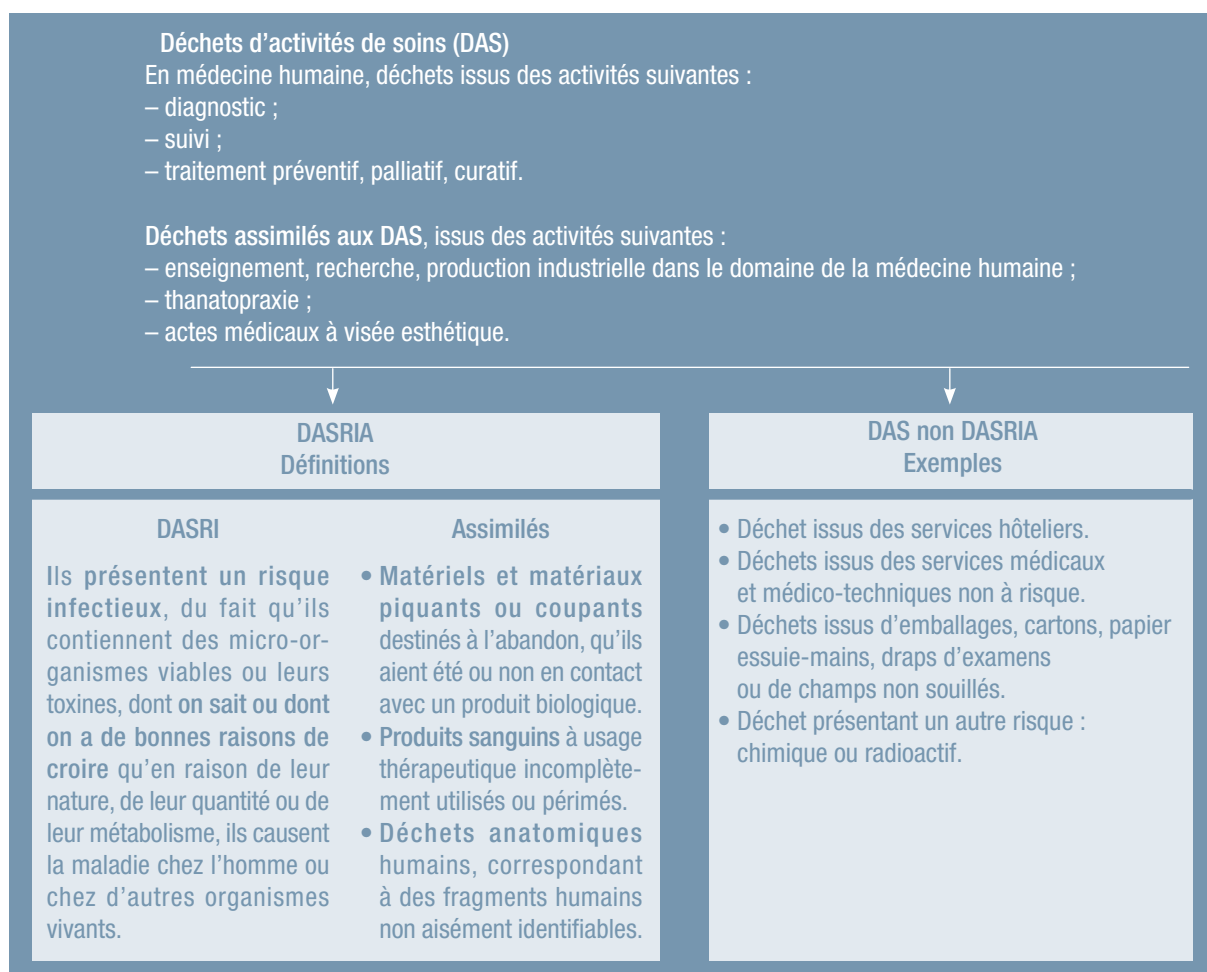 Déchets d’activités de soins (DAS)
En médecine humaine, déchets issus des activités suivantes :
– diagnostic ;
– suivi ;
– traitement préventif, palliatif, curatif.
Déchets assimilés aux DAS, issus des activités suivantes :
– enseignement, recherche, production industrielle dans le domaine de la médecine humaine ;
– thanatopraxie ;
– actes médicaux à visée esthétique.
DASRIA
Définitions
DASRI
Ils présentent un risque
infectieux, du fait qu’ils
contiennent des micro-or-
ganismes viables ou leurs
toxines, dont on sait ou dont
on a de bonnes raisons de
croire qu’en raison de leur
nature, de leur quantité ou de
leur métabolisme, ils causent
la maladie chez l’homme ou
chez d’autres organismes
vivants.
Assimilés
• Matériels et matériaux
piquants ou coupants
destinés à l’abandon, qu’ils
aient été ou non en contact
avec un produit biologique.
• Produits sanguins à usage
thérapeutique incomplète-
ment utilisés ou périmés.
• Déchets anatomiques
humains, correspondant
à des fragments humains
non aisément identifiables.
DAS non DASRIA
Exemples
• Déchet issus des services hôteliers.
• Déchets issus des services médicaux
et médico-techniques non à risque.
• Déchets issus d’emballages, cartons, papier
essuie-mains, draps d’examens
ou de champs non souillés.
• Déchet présentant un autre risque :
chimique ou radioactif.